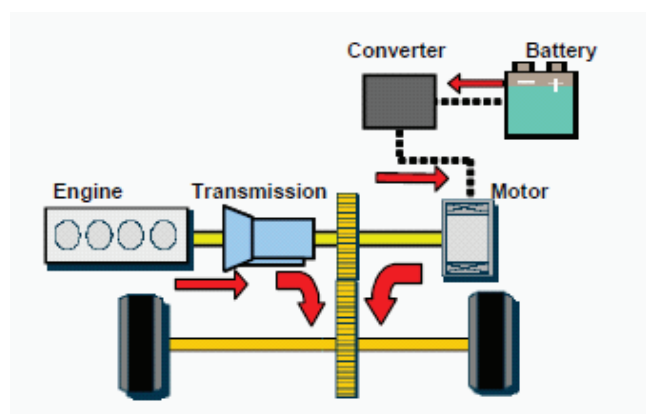 Converter Battery
− +
Engine Transmission Motor